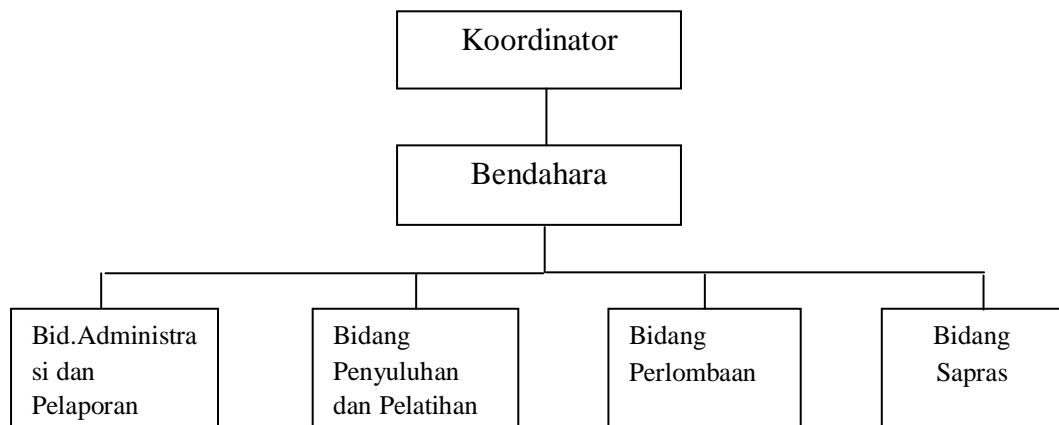 Koordinator
Bendahara
Bid.Administra
si dan
Pelaporan
Bidang
Penyuluhan
dan Pelatihan
Bidang
Perlombaan
Bidang
Sapras